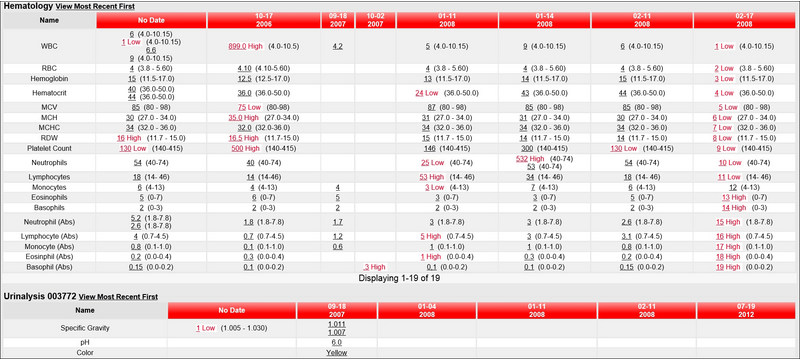 Hematology View Most Recent First
Name No Date 10-17 2006 09-18 2007 10-02 2007 01-11 2008 01-14 2008 02-11 2008 02-17 2008
WBC 6 (4.0-10.15) 899.0 High (4.0-10.5) 4.2 5 (4.0-10.15) 9 (4.0-10.15) 6 (4.0-10.15) 1 Low (4.0-10.15)
1 Low (4.0-10.15)
6.6
9 (4.0-10.15)
RBC 4 (3.8 - 5.60) 4.10 (4.10-5.60) 4 (3.8 - 5.60) 4 (3.8 - 5.60) 4 (3.8 - 5.60) 2 Low (3.8 - 5.60)
Hemoglobin 15 (11.5-17.0) 12.5 (12.5-17.0) 13 (11.5-17.0) 14 (11.5-17.0) 15 (11.5-17.0) 3 Low (11.5-17.0)
Hematocrit 40 (36.0-50.0) 36.0 (36.0-50.0) 24 Low (36.0-50.0) 43 (36.0-50.0) 44 (36.0-50.0) 4 Low (36.0-50.0)
44 (36.0-50.0)
MCV 85 (80 - 98) 75 Low (80-98) 87 (80 - 98) 85 (80 - 98) 85 (80 - 98) 5 Low (80 - 98)
MCH 30 (27.0 - 34.0) 35.0 High (27.0-34.0) 31 (27.0 - 34.0) 31 (27.0 - 34.0) 30 (27.0 - 34.0) 6 Low (27.0 - 34.0)
MCHC 34 (32.0 - 36.0) 32.0 (32.0-36.0) 34 (32.0 - 36.0) 34 (32.0 - 36.0) 34 (32.0 - 36.0) 7 Low (32.0 - 36.0)
RDW 16 High (11.7 - 15.0) 16.5 High (11.7-15.0) 15 (11.7 - 15.0) 14 (11.7 - 15.0) 14 (11.7 - 15.0) 8 Low (11.7 - 15.0)
Platelet Count 130 Low (140-415) 500 High (140-415) 146 (140-415) 300 (140-415) 130 Low (140-415) 9 Low (140-415)
Neutrophils 54 (40-74) 40 (40-74) 25 Low (40-74) 532 High (40-74) 54 (40-74) 10 Low (40-74)
53 (40-74)
Lymphocytes 18 (14- 46) 14 (14-46) 53 High (14- 46) 34 (14- 46) 18 (14- 46) 11 Low (14- 46)
Monocytes 6 (4-13) 4 (4-13) 4 3 Low (4-13) 7 (4-13) 6 (4-13) 12 (4-13)
Eosinophils 5 (0-7) 6 (0-7) 5 3 (0-7) 3 (0-7) 5 (0-7) 13 High (0-7)
Basophils 2 (0-3) 2 (0-3) 2 2 (0-3) 2 (0-3) 2 (0-3) 14 High (0-3)
Neutrophil (Abs) 5.2 (1.8-7.8) 1.8 (1.8-7.8) 1.7 3 (1.8-7.8) 3 (1.8-7.8) 2.6 (1.8-7.8) 15 High (1.8-7.8)
2.6 (1.8-7.8)
Lymphocyte (Abs) 4 (0.7-4.5) 0.7 (0.7-4.5) 1.2 5 High (0.7-4.5) 3 (0.7-4.5) 3.1 (0.7-4.5) 16 High (0.7-4.5)
Monocyte (Abs) 0.8 (0.1-1.0) 0.1 (0.1-1.0) 0.6 1 (0.1-1.0) 1 (0.1-1.0) 0.8 (0.1-1.0) 17 High (0.1-1.0)
Eosinphil (Abs) 0.2 (0.0-0.4) 0.3 (0.0-0.4) 1 High (0.0-0.4) 0.3 (0.0-0.4) 0.2 (0.0-0.4) 18 High (0.0-0.4)
Basophil (Abs) 0.15 (0.0-0.2) 0.1 (0.0-0.2) .3 High 0.1 (0.0-0.2) 0.1 (0.0-0.2) 0.15 (0.0-0.2) 19 High (0.0-0.2)
Displaying 1-19 of 19
Urinalysis 003772 View Most Recent First
Name No Date 09-18 2007 01-04 2008 01-11 2008 02-11 2008 07-19 2012
Specific Gravity 1 Low (1.005 - 1.030) 1.011
1.007
pH 6.0
Color Yellow